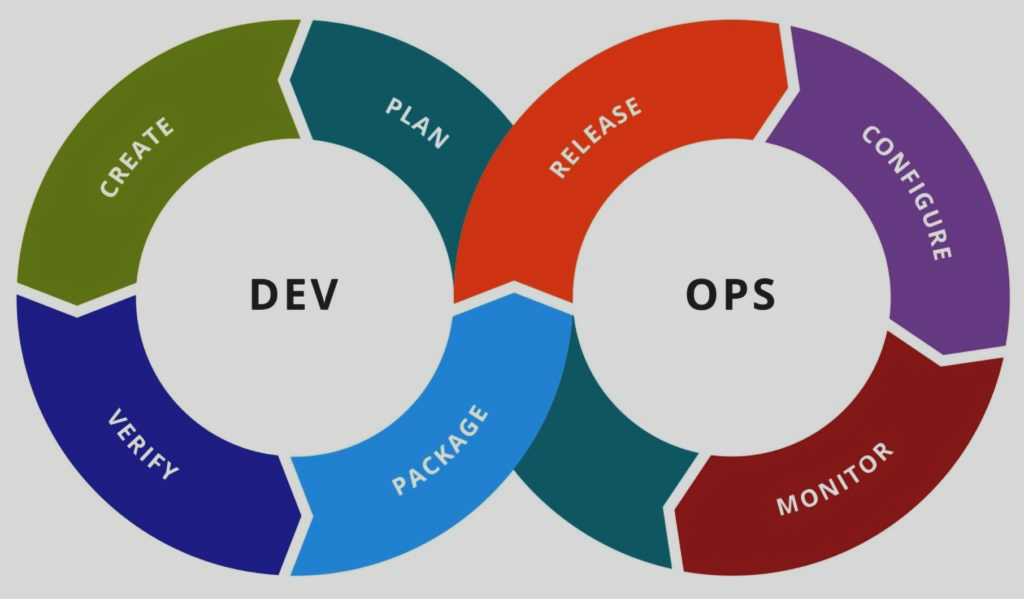 PLAN
CREATE
VERIFY
PACKAGE
RELEASE
CONFIGURE
MONITOR
DEV
OPS